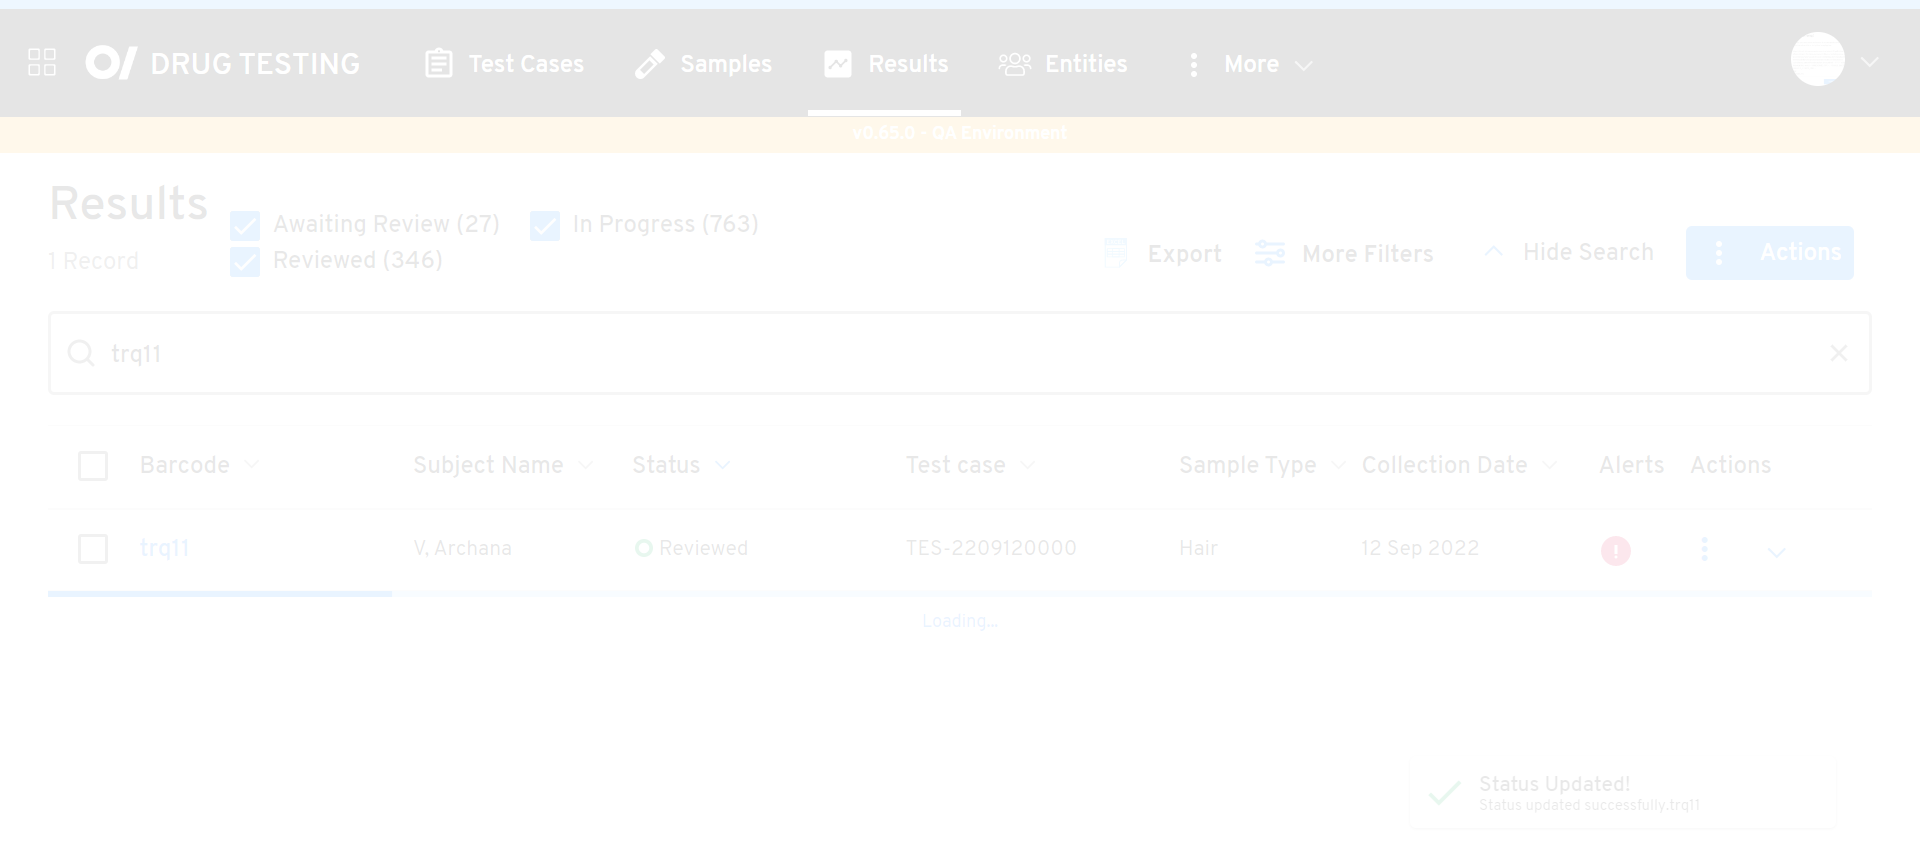 DRUG TESTING Test Cases Samples Results Entities More
v0.65.0 - QA Environment
Results
Awaiting Review (27) In Progress (763)
1 Record Reviewed (346)
Export More Filters Hide Search Actions
trq11
Barcode Subject Name Status Test case Sample Type Collection Date Alerts Actions
trq11 V, Archana Reviewed TES-2209120000 Hair 12 Sep 2022
Loading...
Status Updated!
Status updated successfully.trq11